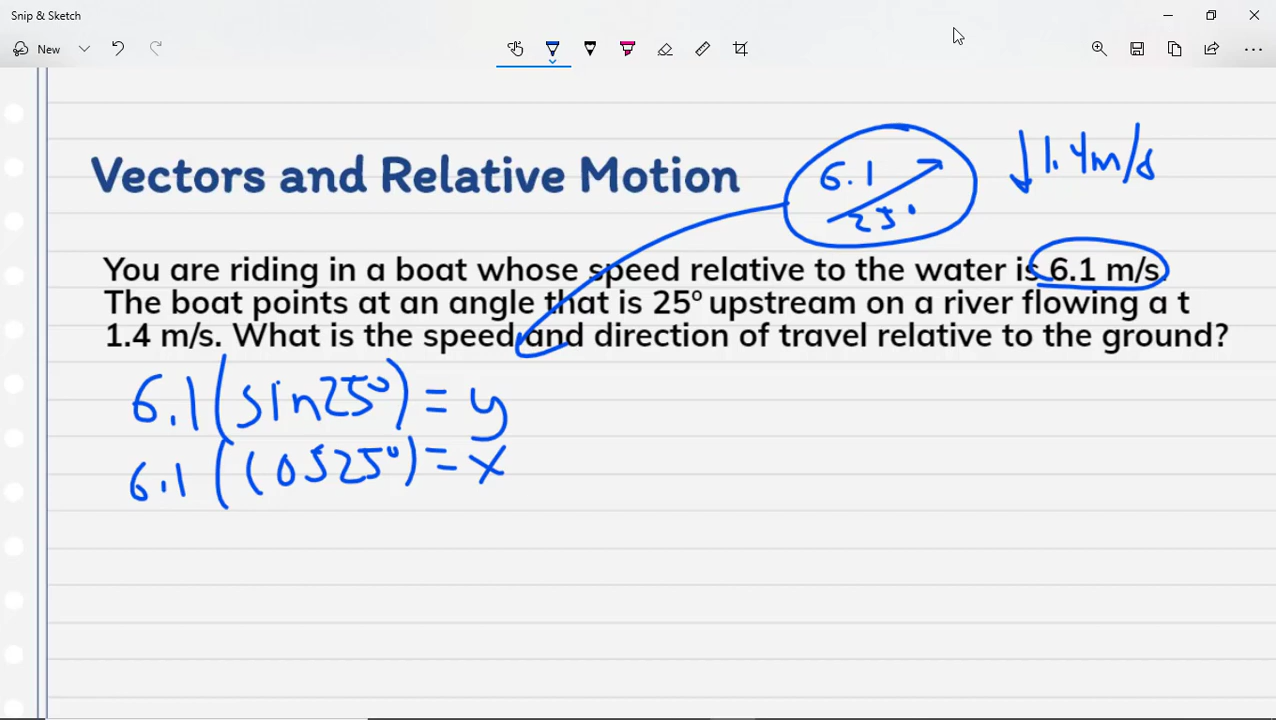 Snip & Sketch
New
6.1
25°
↓1.4m/s
Vectors and Relative Motion
You are riding in a boat whose speed relative to the water is 6.1 m/s.
The boat points at an angle that is 25º upstream on a river flowing a t
1.4 m/s. What is the speed and direction of travel relative to the ground?
6.1(sin25°) = y
6.1(cos25°) = x